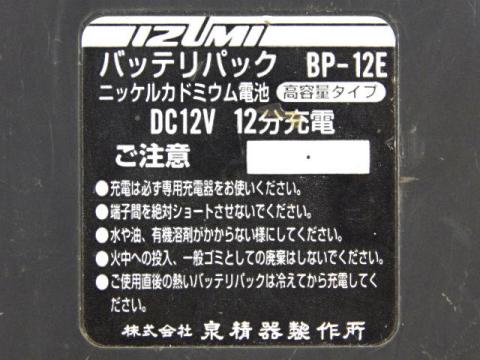 IZUMI
バッテリパック BP-12E
ニッケルカドミウム電池 高容量タイプ
DC12V 12分充電
ご注意
●充電は必ず専用充電器をお使いください。
●端子間を絶対ショートさせないでください。
●水や油、有機溶剤がかからない様にしてください。
●火中への投入、一般ゴミとしての廃棄はしないでください。
●ご使用直後の熱いバッテリパックは冷えてから充電してく
ださい。
株式会社 泉精器製作所